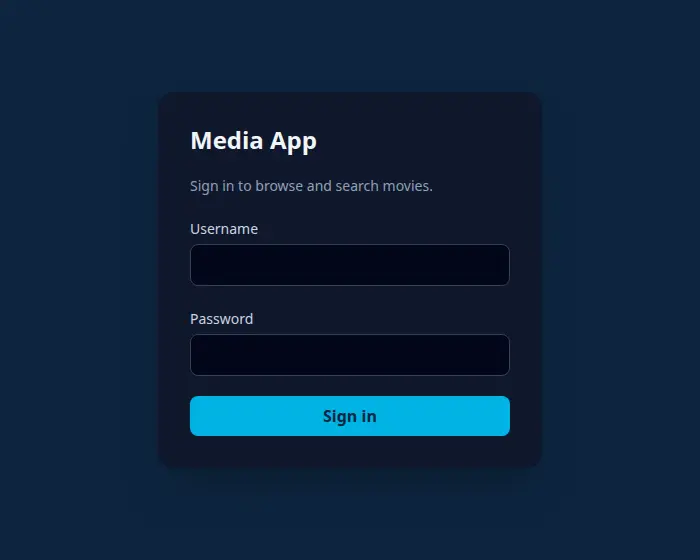 Media App
Sign in to browse and search movies.
Username
Password
Sign in